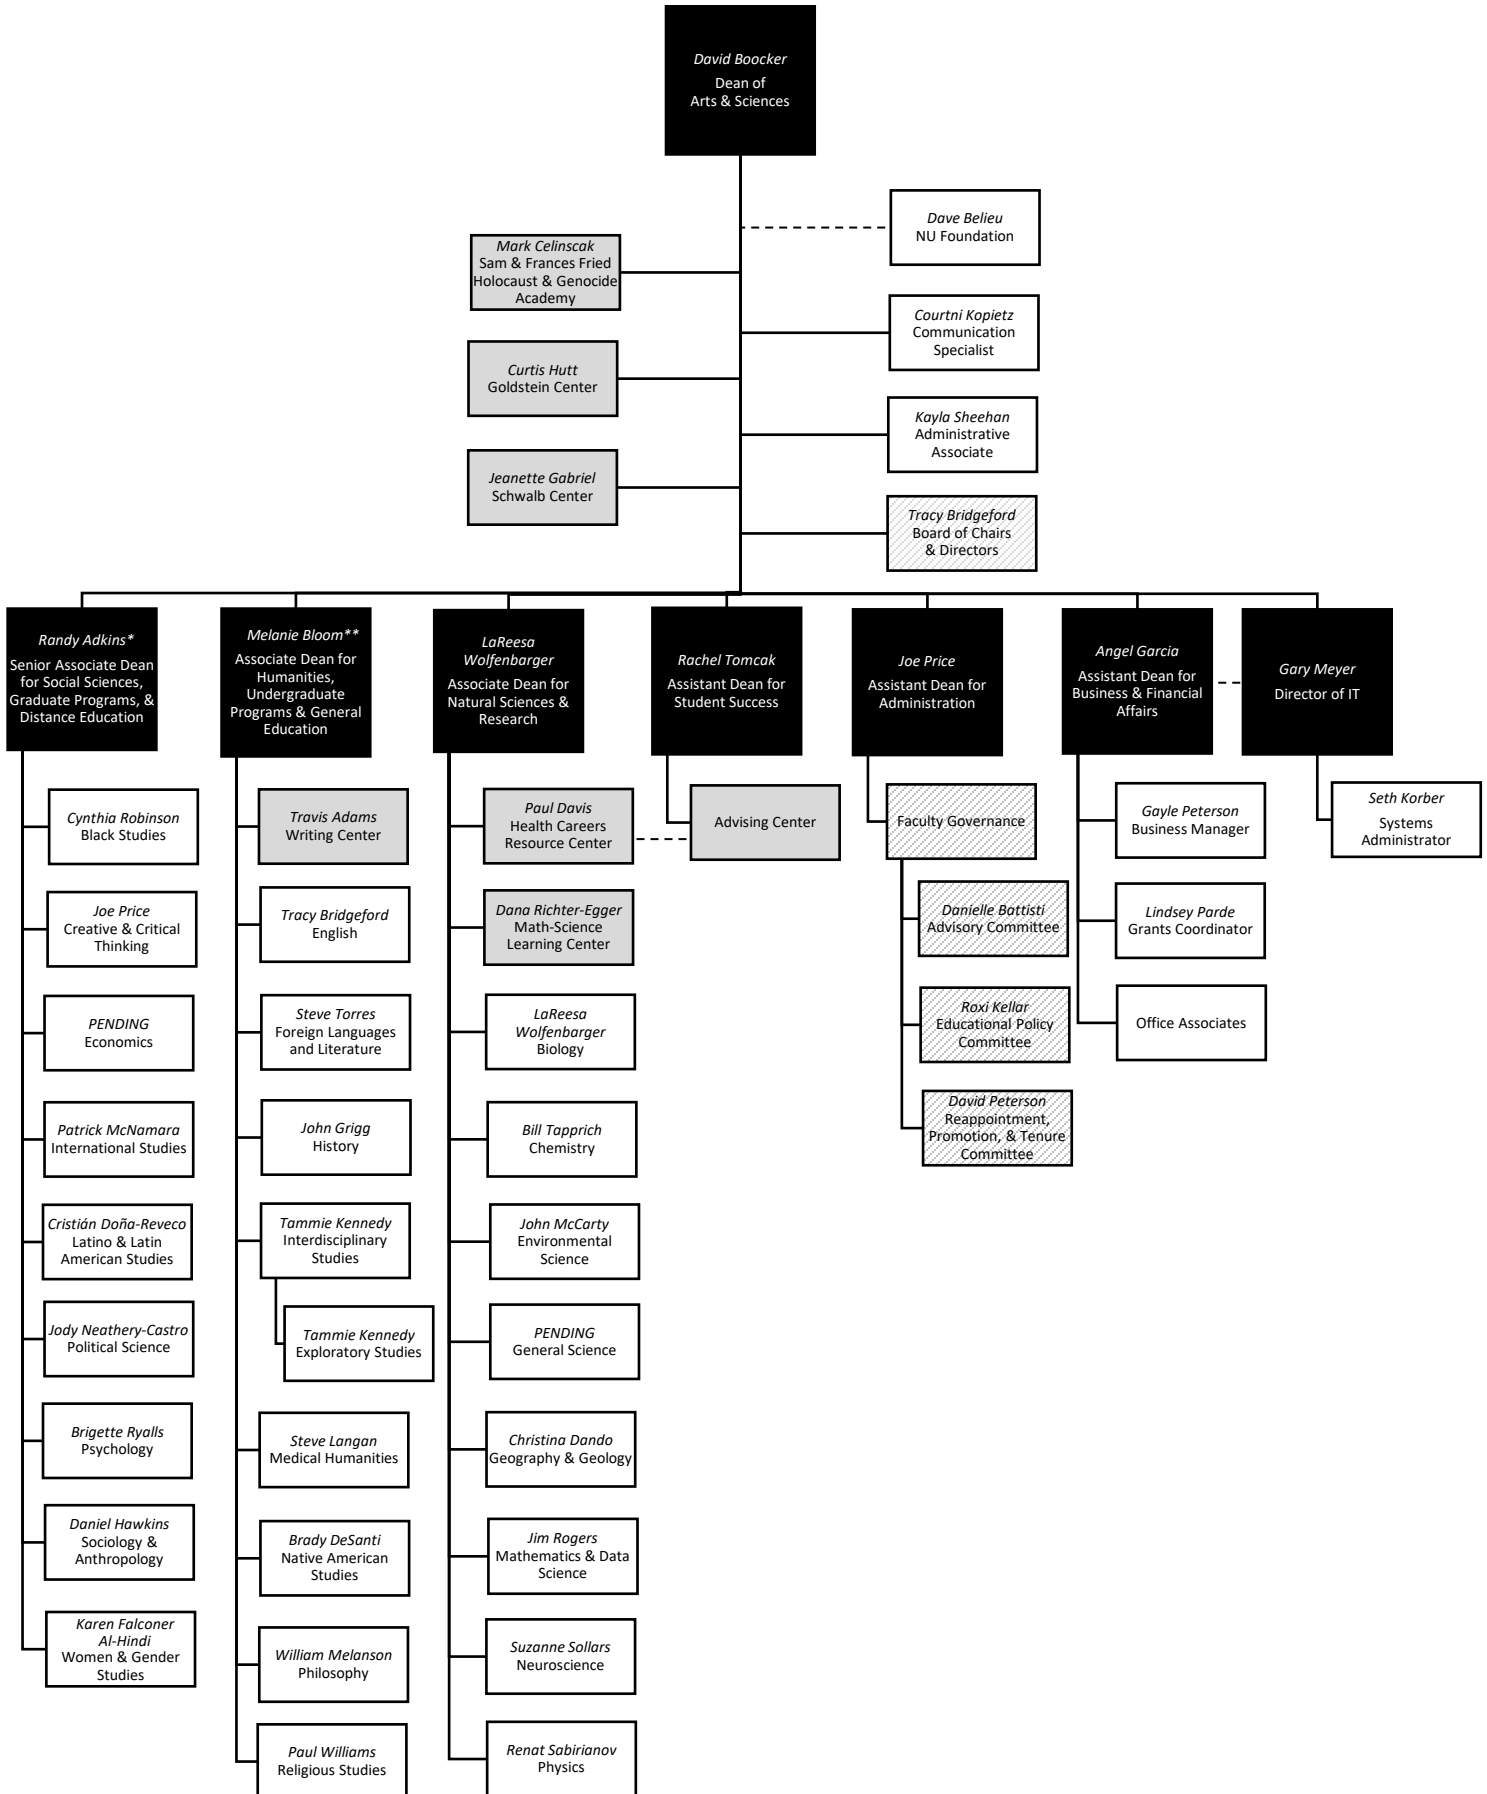 David Boocker
Dean of
Arts & Sciences
Dave Belieu
NU Foundation
Mark Celinscak
Sam & Frances Fried
Holocaust & Genocide
Academy
Courtni Kopietz
Communication
Specialist
Curtis Hutt
Goldstein Center
Kayla Sheehan
Administrative
Associate
Jeanette Gabriel
Schwalb Center
Tracy Bridgeford
Board of Chairs
& Directors
Randy Adkins*
Senior Associate Dean
for Social Sciences,
Graduate Programs, &
Distance Education
Melanie Bloom**
Associate Dean for
Humanities,
Undergraduate
Programs & General
Education
LaReesa
Wolfenbarger
Associate Dean for
Natural Sciences &
Research
Rachel Tomcak
Assistant Dean for
Student Success
Joe Price
Assistant Dean for
Administration
Angel Garcia
Assistant Dean for
Business & Financial
Affairs
Gary Meyer
Director of IT
Cynthia Robinson
Black Studies
Joe Price
Creative & Critical
Thinking
PENDING
Economics
Patrick McNamara
International Studies
Cristián Doña-Reveco
Latino & Latin
American Studies
Jody Neathery-Castro
Political Science
Brigette Ryalls
Psychology
Daniel Hawkins
Sociology &
Anthropology
Karen Falconer
Al-Hindi
Women & Gender
Studies
Travis Adams
Writing Center
Tracy Bridgeford
English
Steve Torres
Foreign Languages
and Literature
John Grigg
History
Tammie Kennedy
Interdisciplinary
Studies
Tammie Kennedy
Exploratory Studies
Steve Langan
Medical Humanities
Brady DeSanti
Native American
Studies
William Melanson
Philosophy
Paul Williams
Religious Studies
Paul Davis
Health Careers
Resource Center
Dana Richter-Egger
Math-Science
Learning Center
LaReesa
Wolfenbarger
Biology
Bill Tapprich
Chemistry
John McCarty
Environmental
Science
PENDING
General Science
Christina Dando
Geography & Geology
Jim Rogers
Mathematics & Data
Science
Suzanne Sollars
Neuroscience
Renat Sabirianov
Physics
Advising Center
Faculty Governance
Danielle Battisti
Advisory Committee
Roxi Kellar
Educational Policy
Committee
David Peterson
Reappointment,
Promotion, & Tenure
Committee
Gayle Peterson
Business Manager
Lindsey Parde
Grants Coordinator
Office Associates
Seth Korber
Systems
Administrator